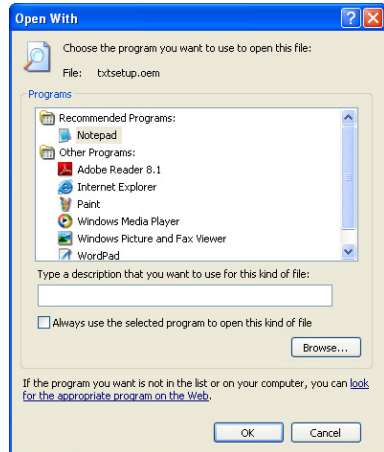 Open With
Choose the program you want to use to open this file:
File: txtsetup.oem
Programs
Recommended Programs:
Notepad
Other Programs:
Adobe Reader 8.1
Internet Explorer
Paint
Windows Media Player
Windows Picture and Fax Viewer
WordPad
Type a description that you want to use for this kind of file:
Always use the selected program to open this kind of file
Browse...
If the program you want is not in the list or on your computer, you can look
for the appropriate program on the Web.
OK Cancel